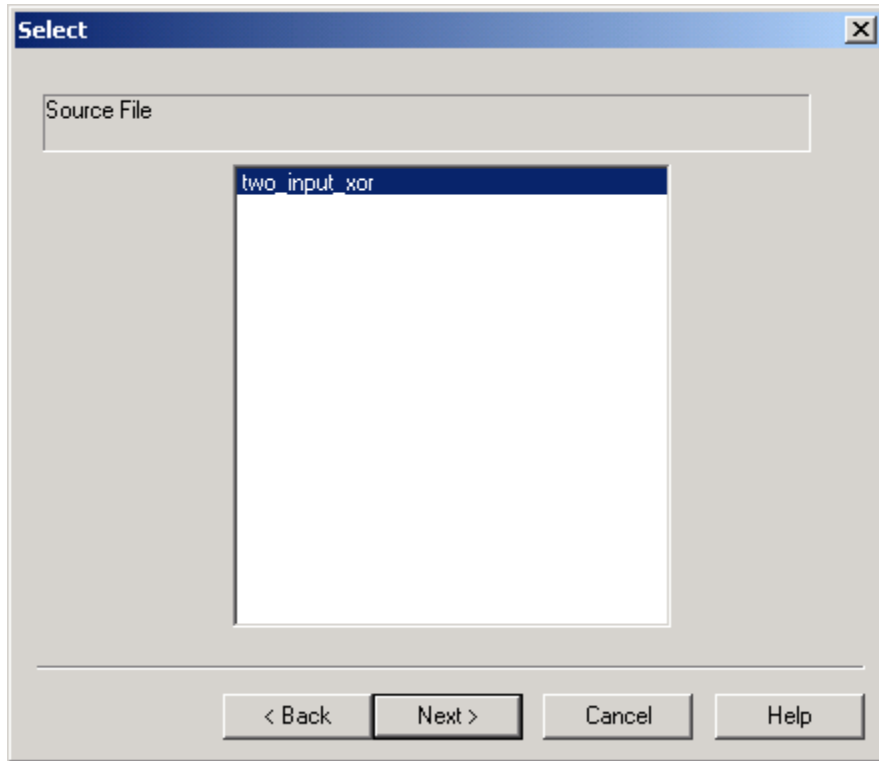 Select
Source File
two_input_xor
< Back
Next >
Cancel
Help